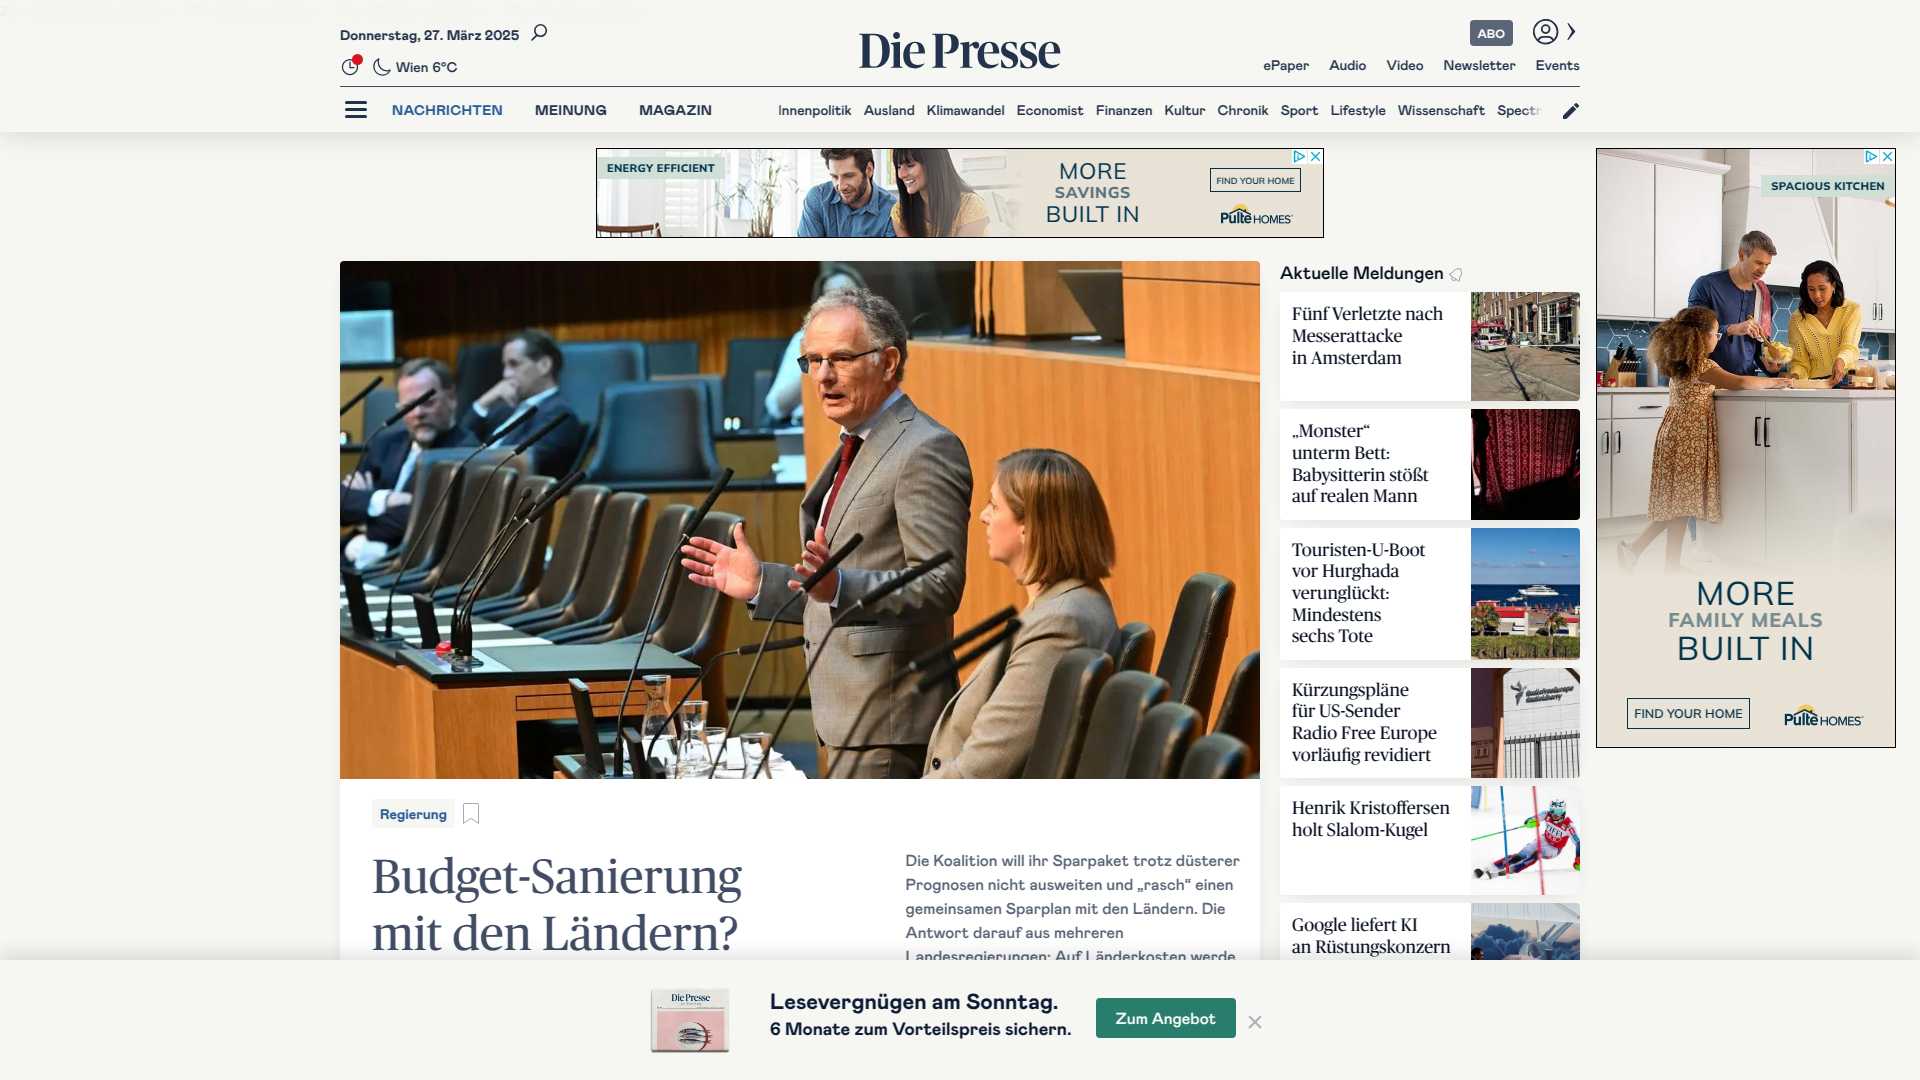 Donnerstag, 27. März 2025
Wien 6°C
Die Presse
ABO
ePaper Audio Video Newsletter Events
NACHRICHTEN MEINUNG MAGAZIN
Innenpolitik Ausland Klimawandel Economist Finanzen Kultur Chronik Sport Lifestyle Wissenschaft Spectr
ENERGY EFFICIENT
MORE
SAVINGS
BUILT IN
FIND YOUR HOME
Pulte HOMES
SPACIOUS KITCHEN
MORE
FAMILY MEALS
BUILT IN
FIND YOUR HOME
Pulte HOMES
Regierung
Budget-Sanierung
mit den Ländern?
Die Koalition will ihr Sparpaket trotz düsterer
Prognosen nicht ausweiten und „rasch“ einen
gemeinsamen Sparplan mit den Ländern. Die
Antwort darauf aus mehreren
Landesregierungen: Auf Länderkosten werde
Aktuelle Meldungen
Fünf Verletzte nach
Messerattacke
in Amsterdam
„Monster“
unterm Bett:
Babysitterin stößt
auf realen Mann
Touristen-U-Boot
vor Hurghada
verunglückt:
Mindestens
sechs Tote
Kürzungspläne
für US-Sender
Radio Free Europe
vorläufig revidiert
Henrik Kristoffersen
holt Slalom-Kugel
Google liefert KI
an Rüstungskonzern
Die Presse
Lesevergnügen am Sonntag.
6 Monate zum Vorteilspreis sichern.
Zum Angebot